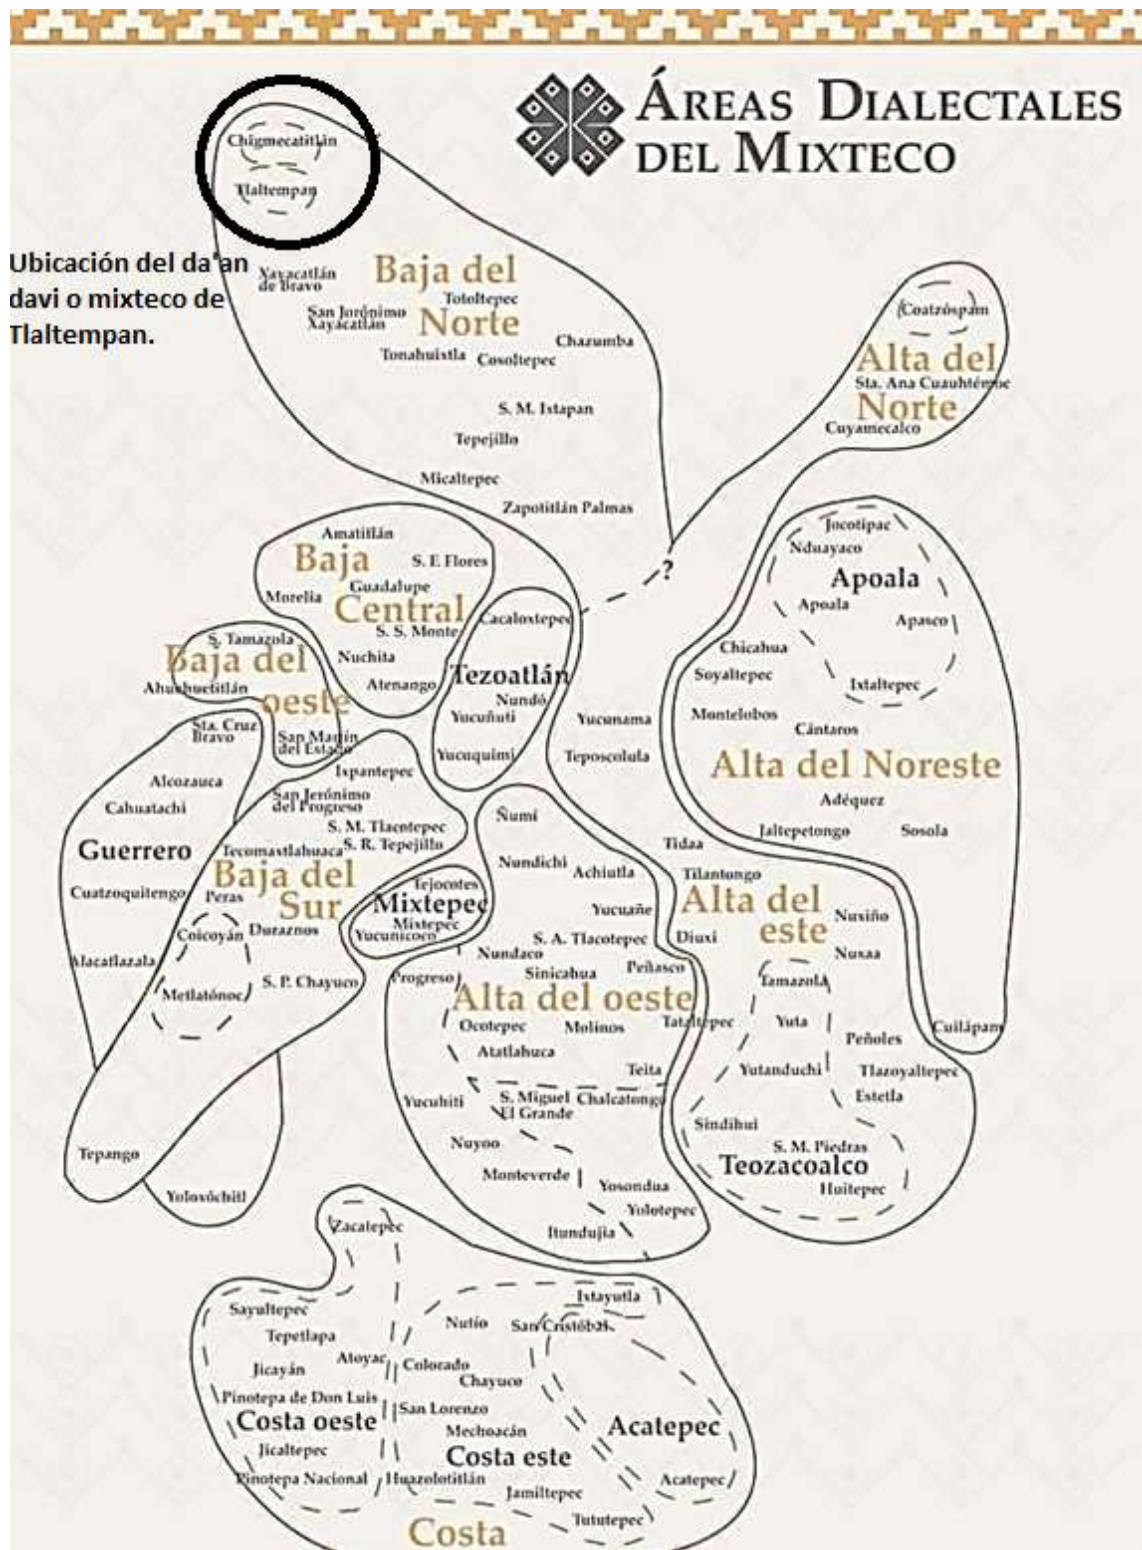 ÁREAS DIALECTALES
DEL MIXTECO
Chigmecatitlán
Tlaltempan
Ubicación del da'an
davi o mixteco de
Tlaltempan.
Xayacatlán
de Bravo
Baja del
Norte
Totoltepec
San Jerónimo
Xayacatlán
Chazumba
Tonahuixtla
Cosoltepec
S. M. Ixtapan
Tepejillo
Micaltepec
Zapotitlán Palmas
Coatzóspam
Alta del
Sta. Ana Cuauhtémoc
Norte
Cuyamecalco
?
Amatitlán
Baja
S. F. Flores
Guadalupe
Morelia
Central
S. S. Monte
Nuchita
Atenango
Cacaloxtepec
Tezoatlán
Nundó
Yucuñuti
Yucuquimi
S. Tamazola
Baja del
Ahuehuetitlán
oeste
San Martín
del Estado
Jocotipac
Nduayaco
Apoala
Apoala
Apasco
Chicahua
Soyaltepec
Ixtaltepec
Montelobos
Cántaros
Alta del Noreste
Adéquez
Jaltepetongo
Sosola
Cuilápam
Yucunama
Teposcolula
Tidaa
Tilantongo
Alta del
este
Nuxiño
Diuxi
Nuxaa
Tamazola
Yuta
Peñoles
Yutanduchi
Tlazoyaltepec
Estetla
Sindihui
S. M. Piedras
Teozacoalco
Huitepec
Sta. Cruz
Bravo
Alcozauca
Cahuatachi
Guerrero
Cuatzoquitengo
Alacatlazala
Ixpantepec
San Jerónimo
del Progreso
S. M. Tlacotepec
Tecomastlahuaca
S. R. Tepejillo
Baja del
Sur
Peras
Coicoyán
Duraznos
Metlatónoc
S. P. Chayuco
Tepango
Yoloxóchitl
Tejocotes
Mixtepec
Mixtepec
Yucunicoco
Ñumí
Nundichi
Achiutla
Yucuañe
S. A. Tlacotepec
Nundaco
Sinicahua
Peñasco
Progreso
Alta del oeste
Ocotepec
Molinos
Tataltepec
Atatlahuca
Teita
Yucuhiti
S. Miguel
El Grande
Chalcatongo
Nuyoo
Monteverde
Yosondua
Yolotepec
Itundujia
Zacatepec
Sayultepec
Tepetlapa
Atoyac
Jicayán
Pinotepa de Don Luis
Costa oeste
Jicaltepec
Pinotepa Nacional
Ixtayutla
Nutío
San Cristóbal
Colorado
Chayuco
San Lorenzo
Mechoacán
Costa este
Huazolotitlán
Jamiltepec
Tututepec
Acatepec
Acatepec
Costa